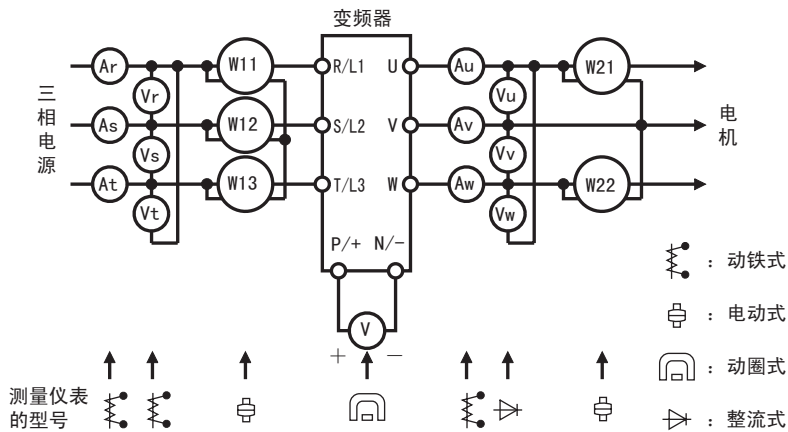 变频器
Ar
W11
R/L1
U
Au
W21
Vr
Vu
三相电源
As
W12
S/L2
V
Av
电机
Vs
Vv
At
W13
T/L3
W
Aw
W22
Vt
Vw
P/+ N/-
V
+ -
：动铁式
：电动式
：动圈式
：整流式
测量仪表
的型号